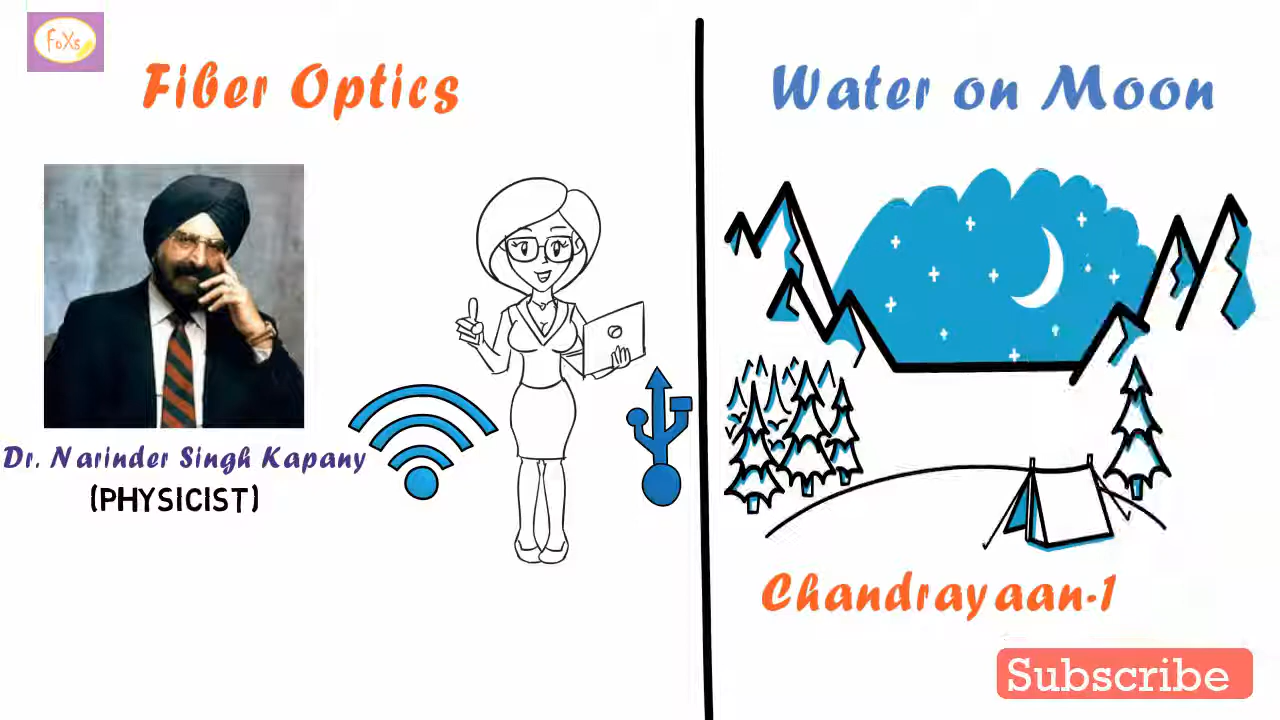 FoXs
Fiber Optics
Dr. Narinder Singh Kapany
(PHYSICIST)
Water on Moon
Chandrayaan-1
Subscribe